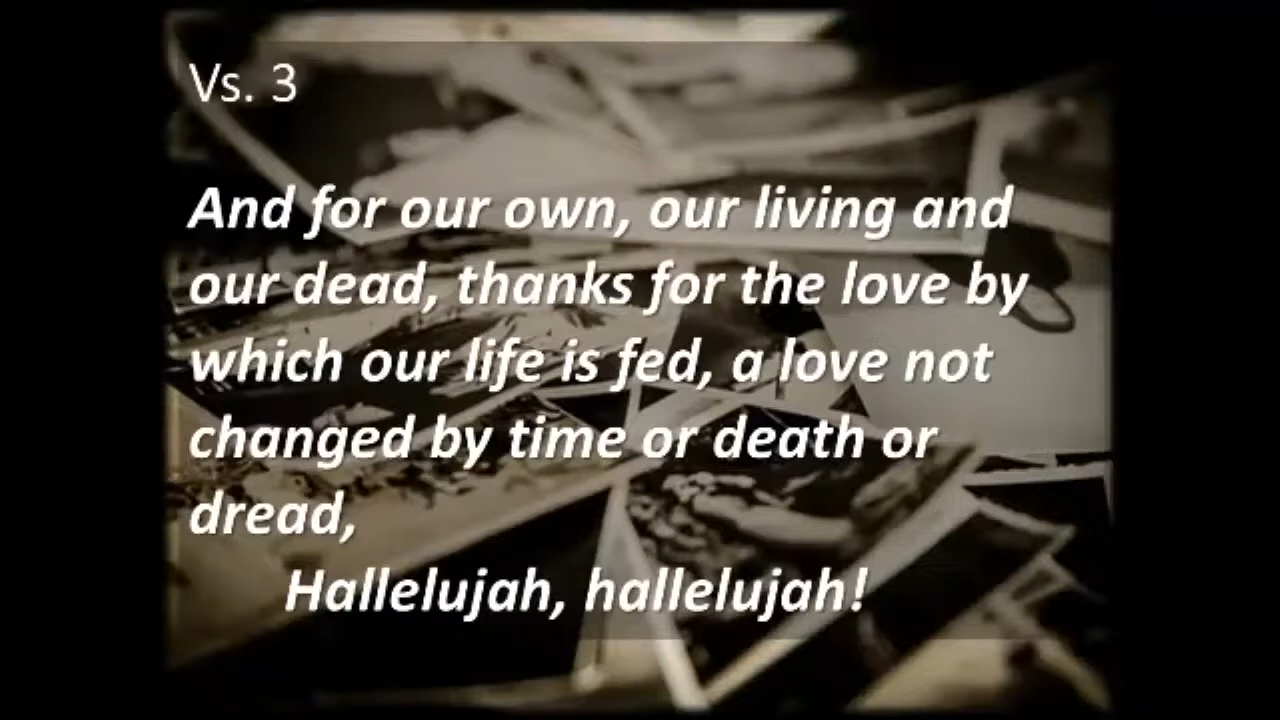 Vs. 3
And for our own, our living and
our dead, thanks for the love by
which our life is fed, a love not
changed by time or death or
dread,
Hallelujah, hallelujah!